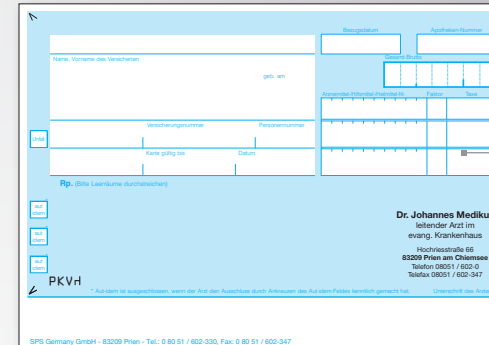 Bezugsdatum Apotheken-Nummer
Gesamt-Brutto
Name, Vorname des Versicherten
geb. am
Arzneimittel-/Hilfsmittel-/Heilmittel-Nr. Faktor Taxe
Versicherungsnummer Personennummer
Unfall
Karte gültig bis Datum
Rp. (Bitte Leerräume durchstreichen)
aut
idem
aut
idem
aut
idem
Dr. Johannes Mediku
leitender Arzt im
evang. Krankenhaus
Hochriesstraße 66
83209 Prien am Chiemsee
Telefon 08051 / 602-0
Telefax 08051 / 602-347
PKV
* Aut-idem ist ausgeschlossen, wenn der Arzt den Ausschluss durch Ankreuzen des Aut-idem-Feldes kenntlich gemacht hat. Unterschrift des Arztes
SPS Germany GmbH - 83209 Prien - Tel.: 0 80 51 / 602-330, Fax: 0 80 51 / 602-347